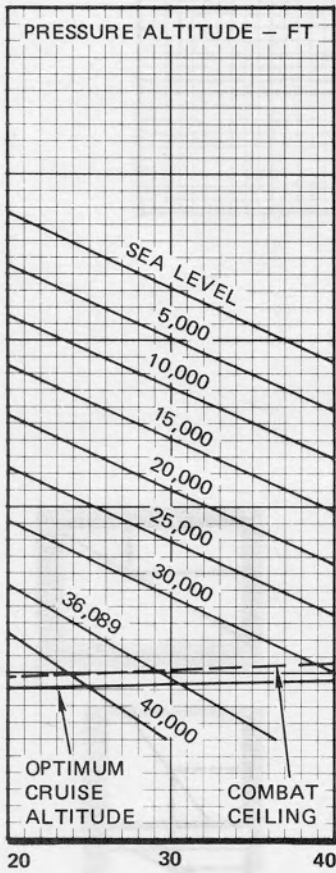 PRESSURE ALTITUDE – FT
SEA LEVEL
5,000
10,000
15,000
20,000
25,000
30,000
36,089
40,000
OPTIMUM
CRUISE
ALTITUDE
COMBAT
CEILING
20
30
40